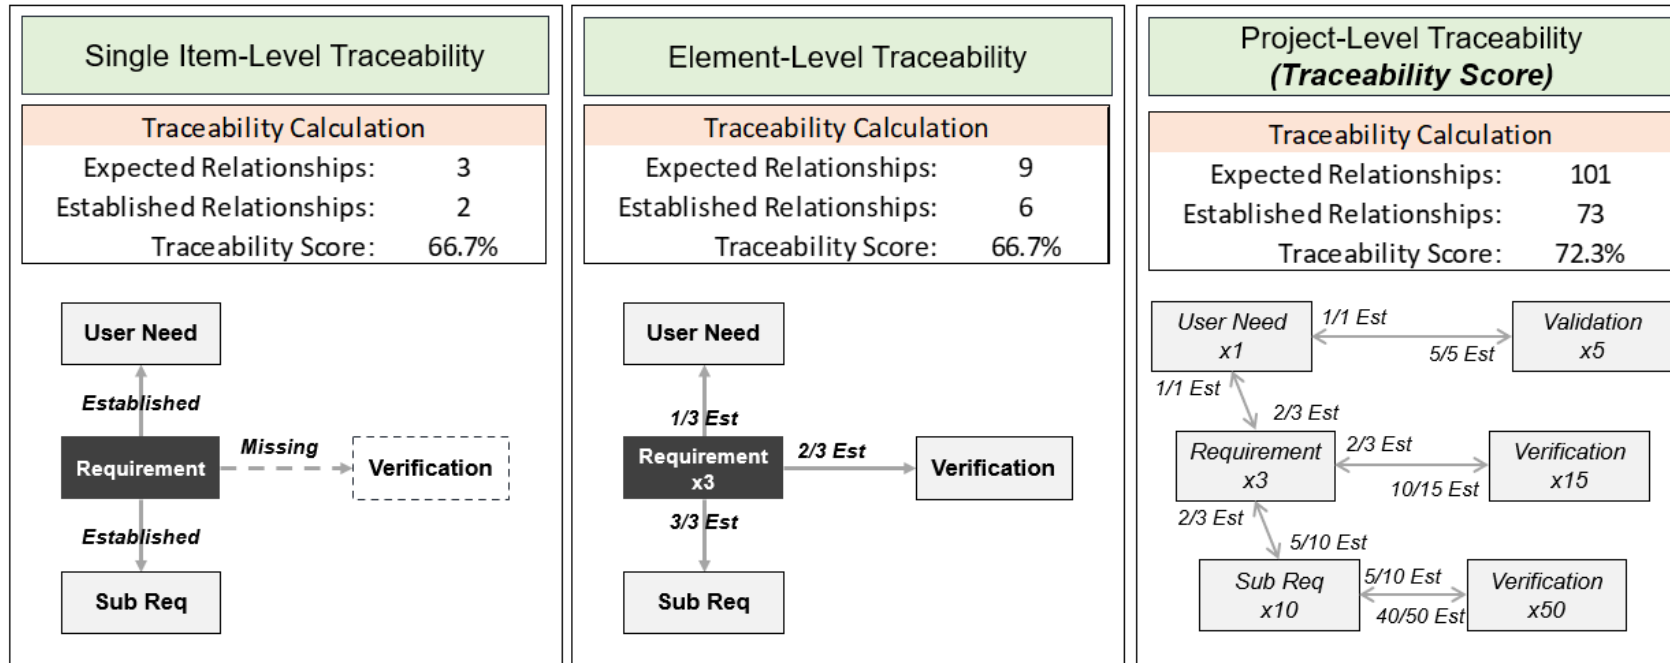 Single Item-Level Traceability
Traceability Calculation
Expected Relationships: 3
Established Relationships: 2
Traceability Score: 66.7%
User Need
Established
Requirement
Missing
Verification
Established
Sub Req
Element-Level Traceability
Traceability Calculation
Expected Relationships: 9
Established Relationships: 6
Traceability Score: 66.7%
User Need
1/3 Est
Requirement
x3
2/3 Est
Verification
3/3 Est
Sub Req
Project-Level Traceability
(Traceability Score)
Traceability Calculation
Expected Relationships: 101
Established Relationships: 73
Traceability Score: 72.3%
User Need
x1
1/1 Est
5/5 Est
Validation
x5
1/1 Est
2/3 Est
Requirement
x3
2/3 Est
10/15 Est
Verification
x15
2/3 Est
5/10 Est
Sub Req
x10
5/10 Est
40/50 Est
Verification
x50